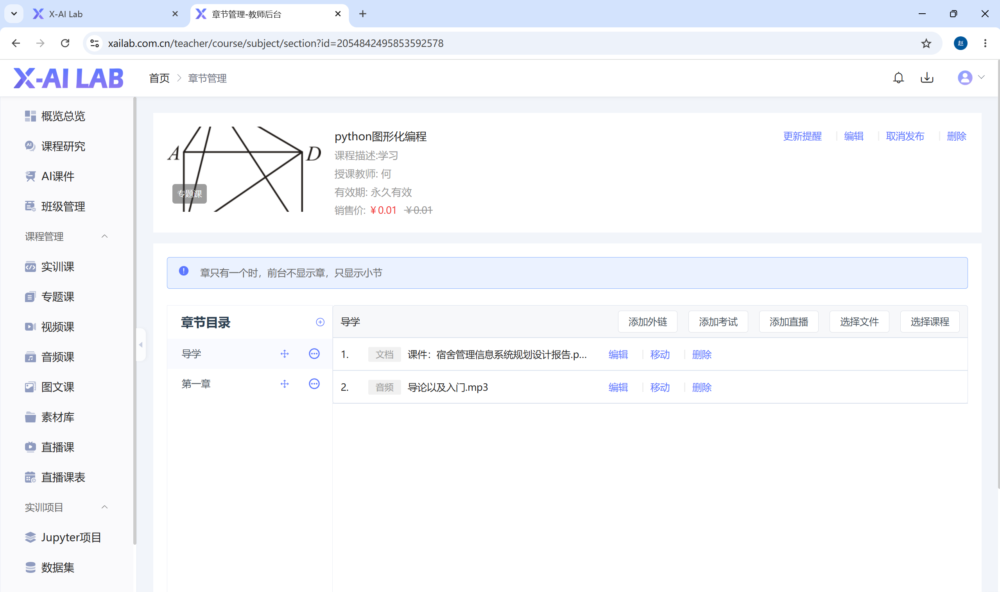 X-AI Lab
章节管理-教师后台
xailab.com.cn/teacher/course/subject/section?id=2054842495853592578
赵
X-AI LAB
首页 > 章节管理
概览总览
课程研究
AI课件
班级管理
课程管理
实训课
专题课
视频课
音频课
图文课
素材库
直播课
直播课表
实训项目
Jupyter项目
数据集
A
D
专题课
python图形化编程
更新提醒 编辑 取消发布 删除
课程描述:学习
授课教师: 何
有效期: 永久有效
销售价: ¥0.01 ¥0.01
章只有一个时，前台不显示章，只显示小节
章节目录
导学
第一章
导学
添加外链 添加考试 添加直播 选择文件 选择课程
1. 文档 课件：宿舍管理信息系统规划设计报告.p... 编辑 移动 删除
2. 音频 导论以及入门.mp3 编辑 移动 删除